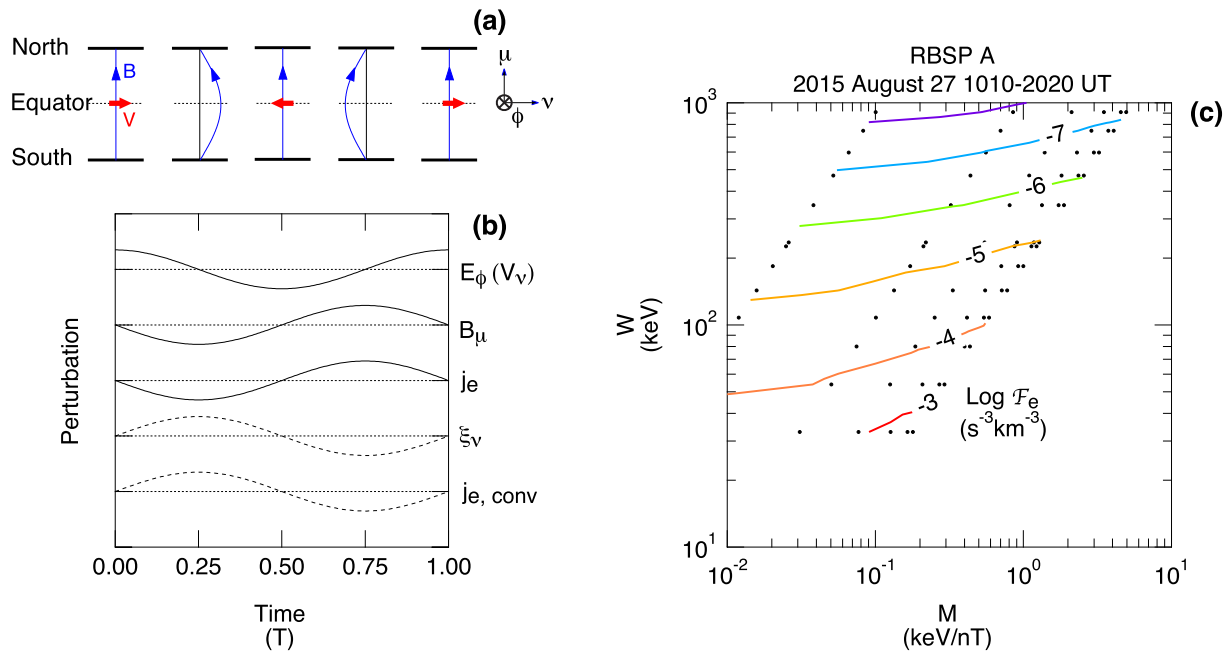 (a)
North
Equator
South
B
V
μ
ν
ϕ
(b)
E_ϕ (V_ν)
B_μ
j_e
ξ_ν
j_e, conv
Perturbation
0.00 0.25 0.50 0.75 1.00
Time
(T)
RBSP A
2015 August 27 1010-2020 UT
(c)
10^3
10^2
10^1
W
(keV)
-7
-6
-5
-4
-3
Log ℱ_e
(s^-3km^-3)
10^-2 10^-1 10^0 10^1
M
(keV/nT)